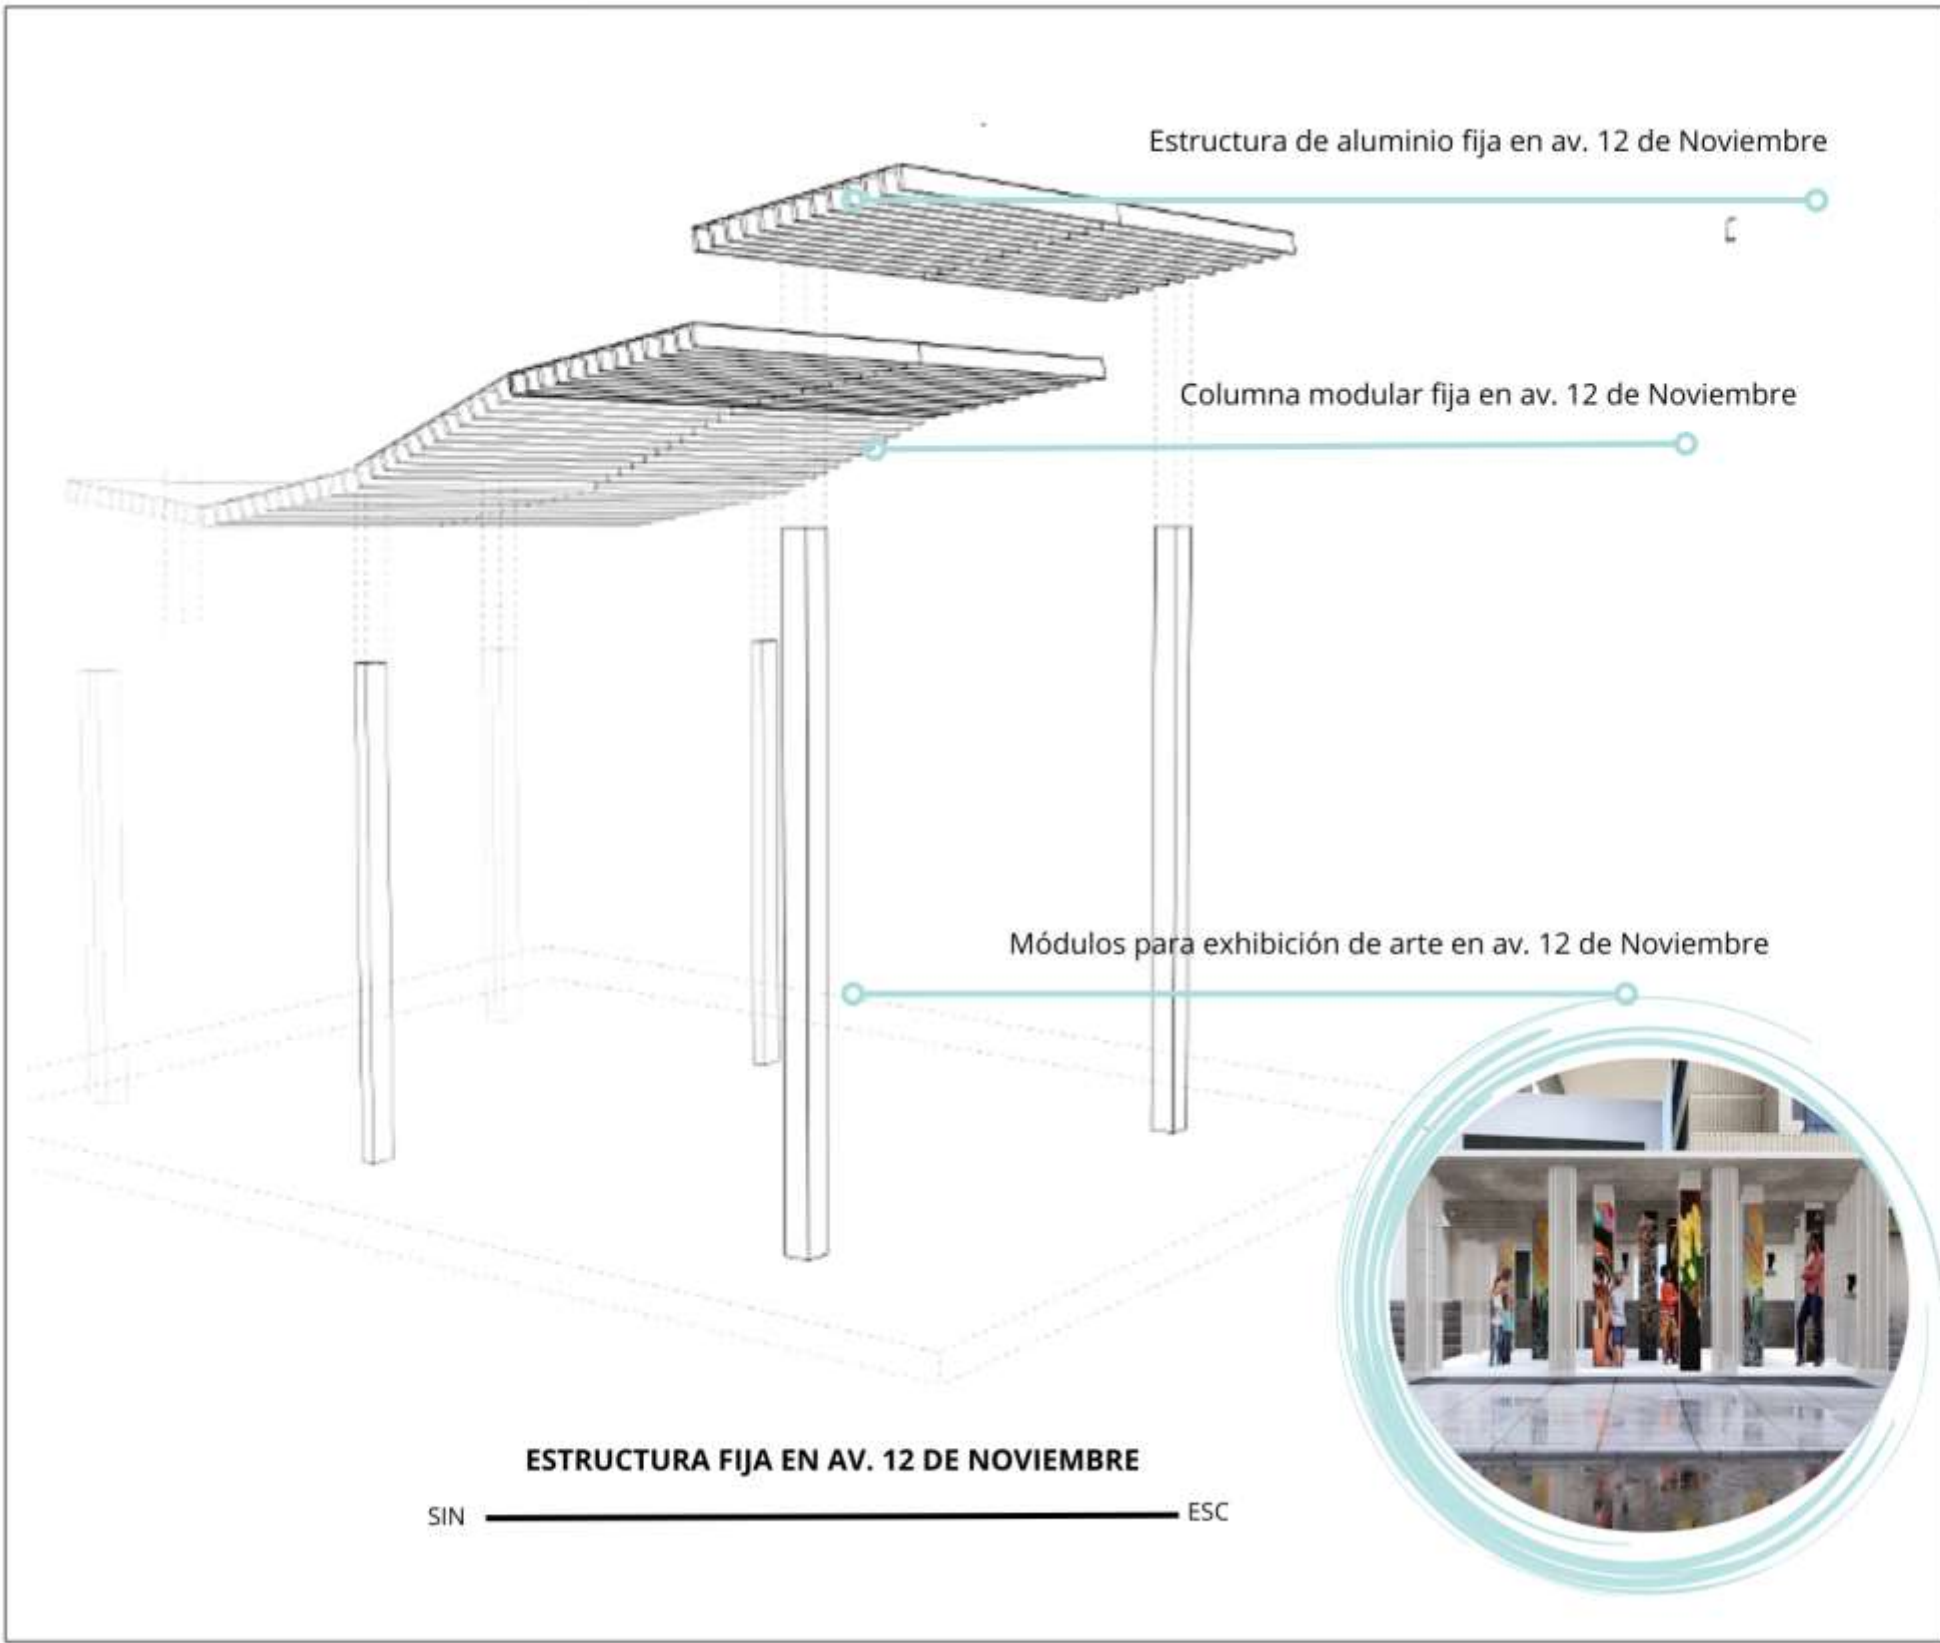 Estructura de aluminio fija en av. 12 de Noviembre
Columna modular fija en av. 12 de Noviembre
Módulos para exhibición de arte en av. 12 de Noviembre
ESTRUCTURA FIJA EN AV. 12 DE NOVIEMBRE
SIN ESC